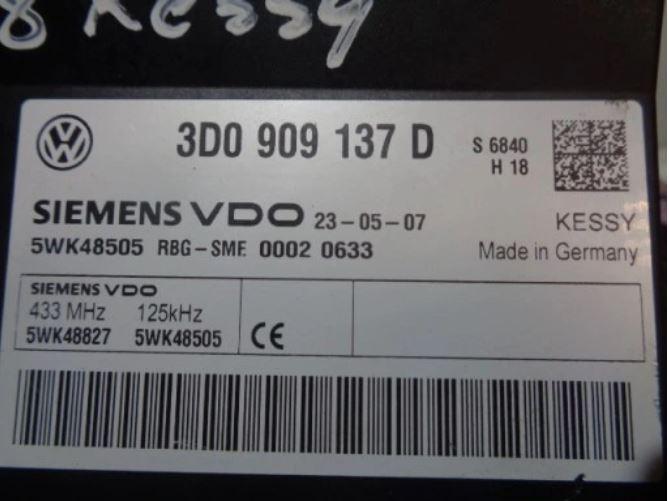 8 KESSY
3D0 909 137 D S 6840
H 18
SIEMENS VDO 23-05-07 KESSY
5WK48505 RBG-SME 0002 0633 Made in Germany
SIEMENS VDO
433 MHz 125kHz
5WK48827 5WK48505 CE